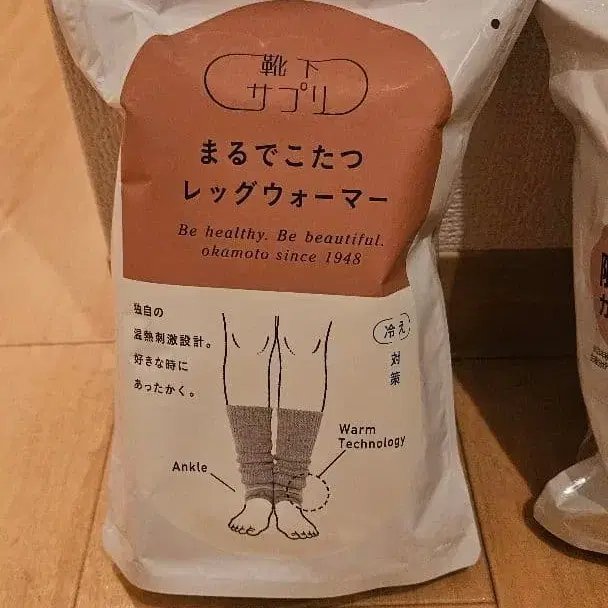 靴下
サプリ
まるでこたつ
レッグウォーマー
Be healthy. Be beautiful.
okamoto since 1948
独自の
温熱刺激設計。
好きな時に
あったかく。
冷え
対策
Warm
Technology
Ankle